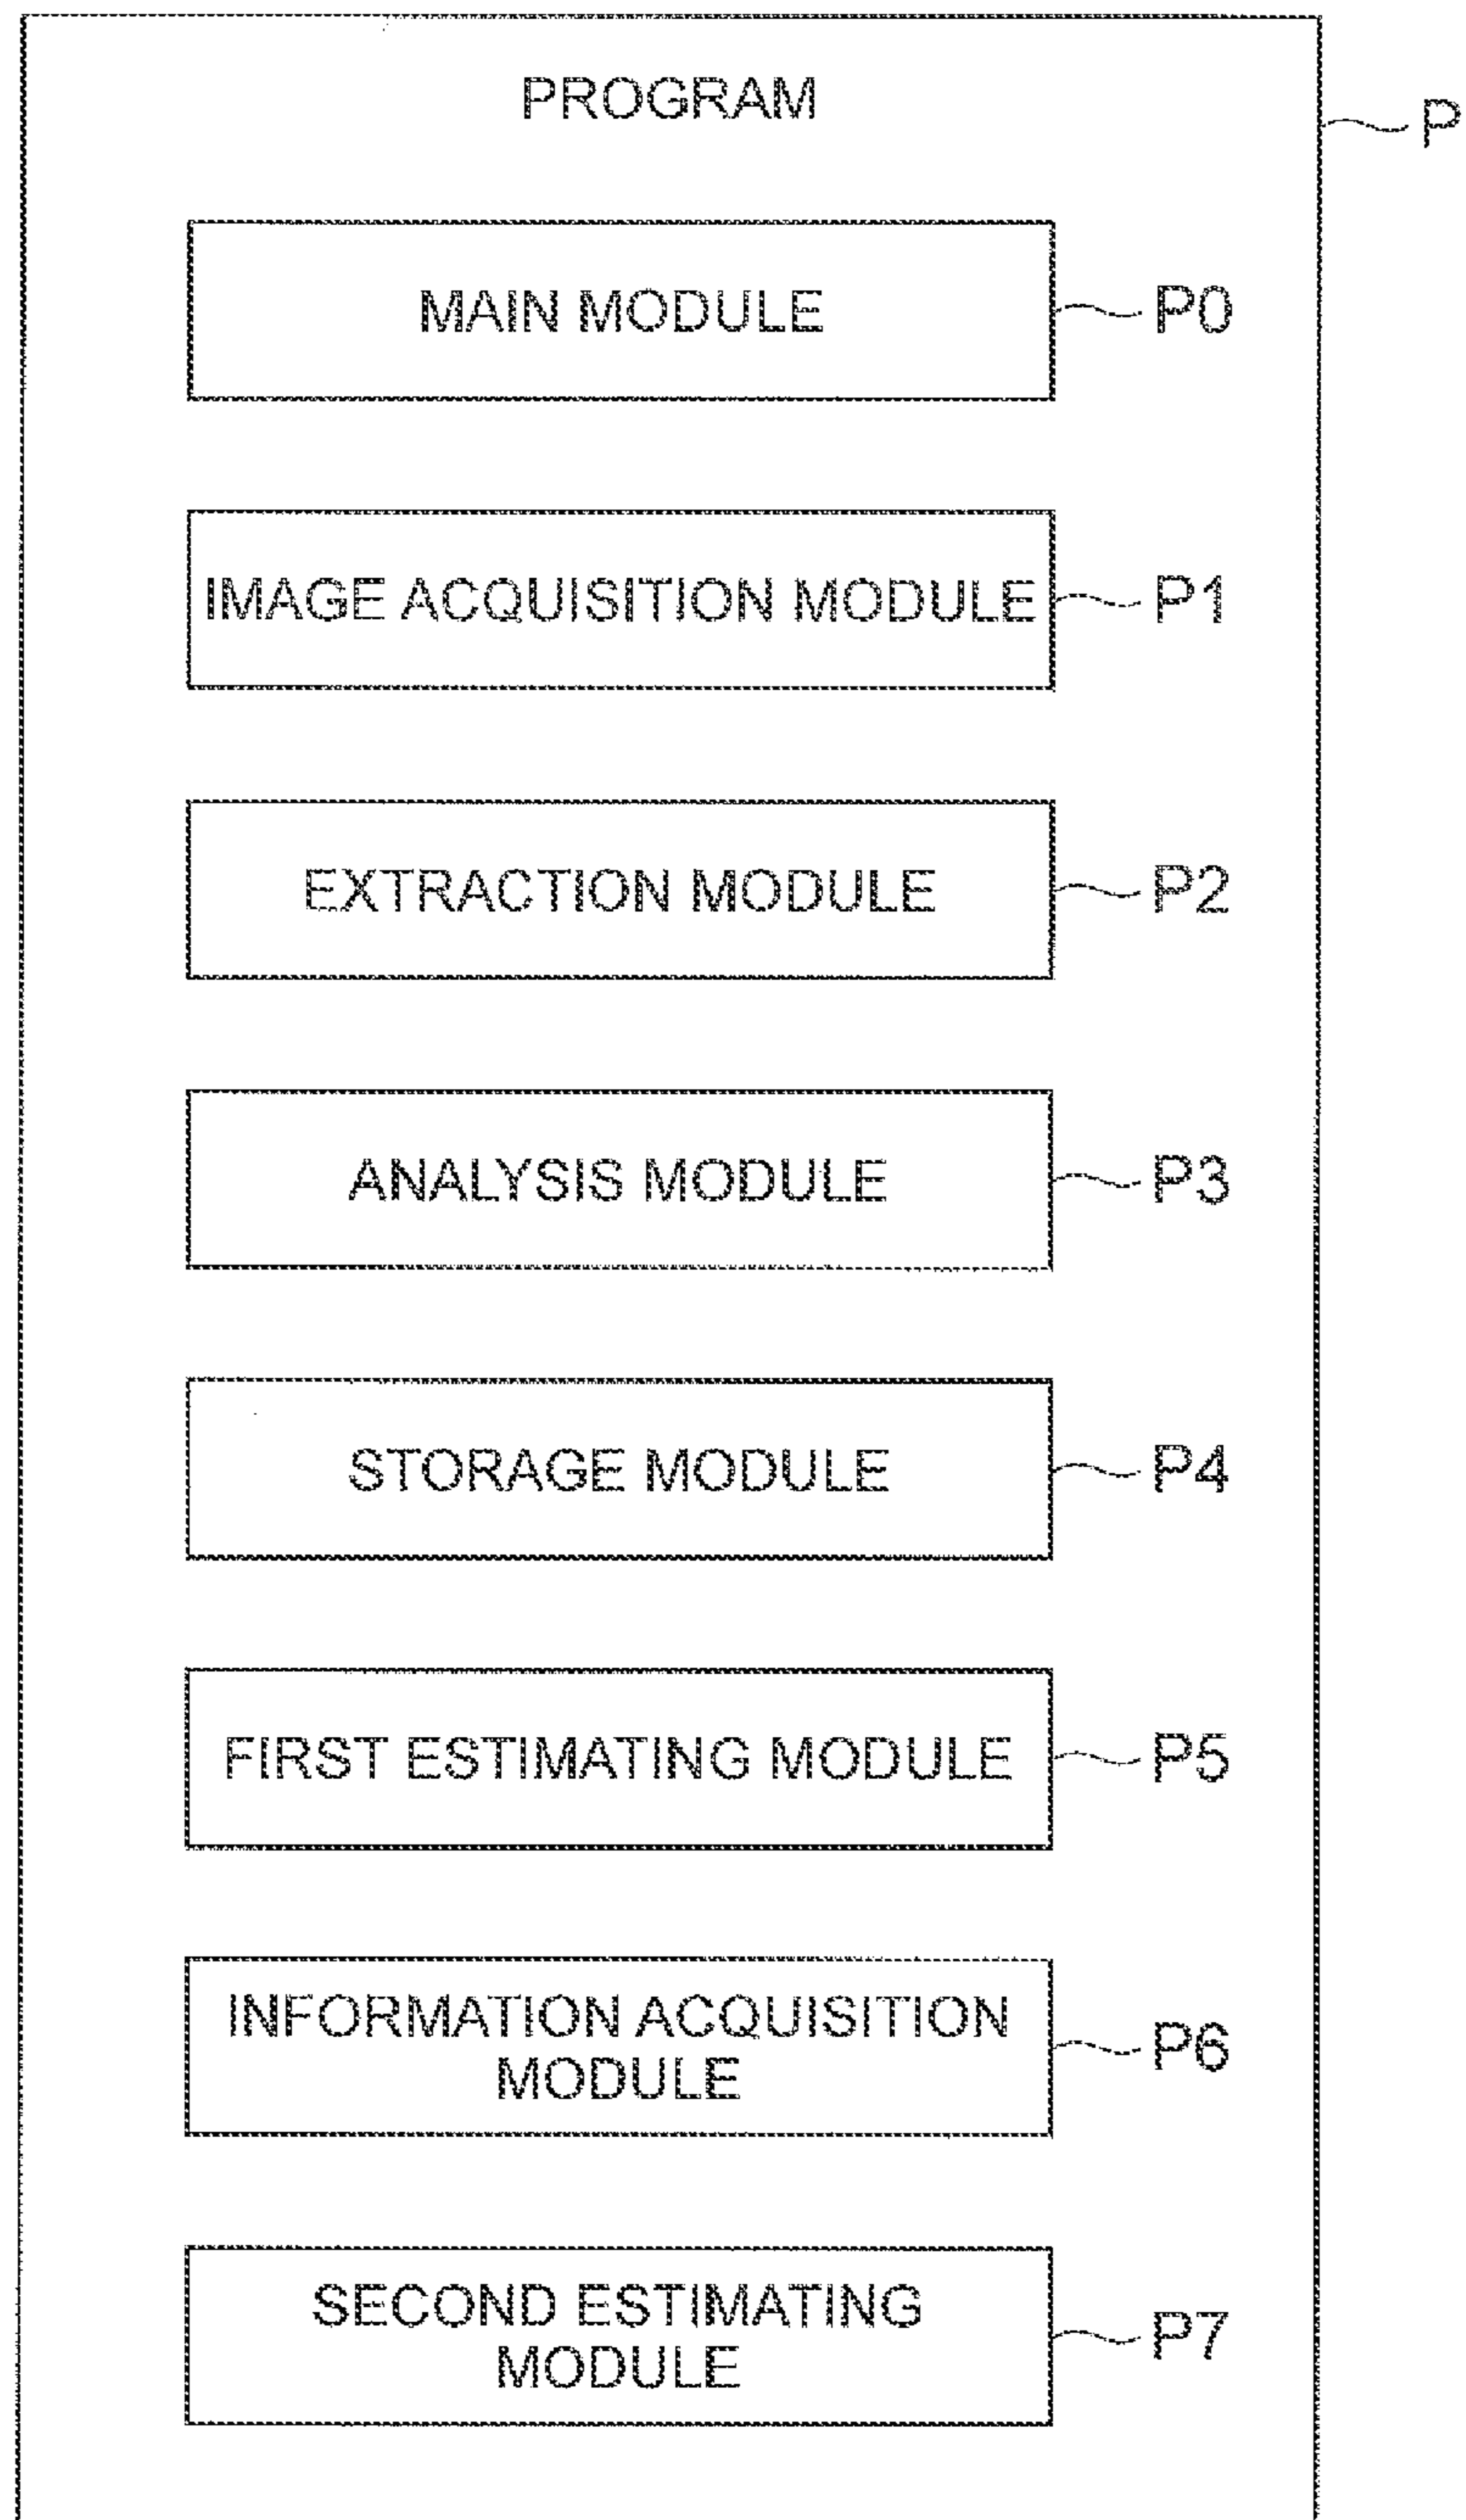 PROGRAM
P
MAIN MODULE
P0
IMAGE ACQUISITION MODULE
P1
EXTRACTION MODULE
P2
ANALYSIS MODULE
P3
STORAGE MODULE
P4
FIRST ESTIMATING MODULE
P5
INFORMATION ACQUISITION
MODULE
P6
SECOND ESTIMATING
MODULE
P7